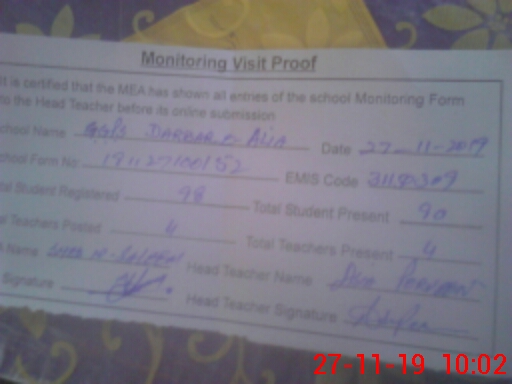 Monitoring Visit Proof
It is certified that the MEA has shown all entries of the school Monitoring Form
to the Head Teacher before its online submission
School Name GGPS DARBAR-E-ALIA Date 27-11-2019
School Form No: EMIS Code
Total Student Registered 98 Total Student Present 90
Total Teachers Posted 4 Total Teachers Present 4
Name Head Teacher Name
Signature Head Teacher Signature
27-11-19 10:02